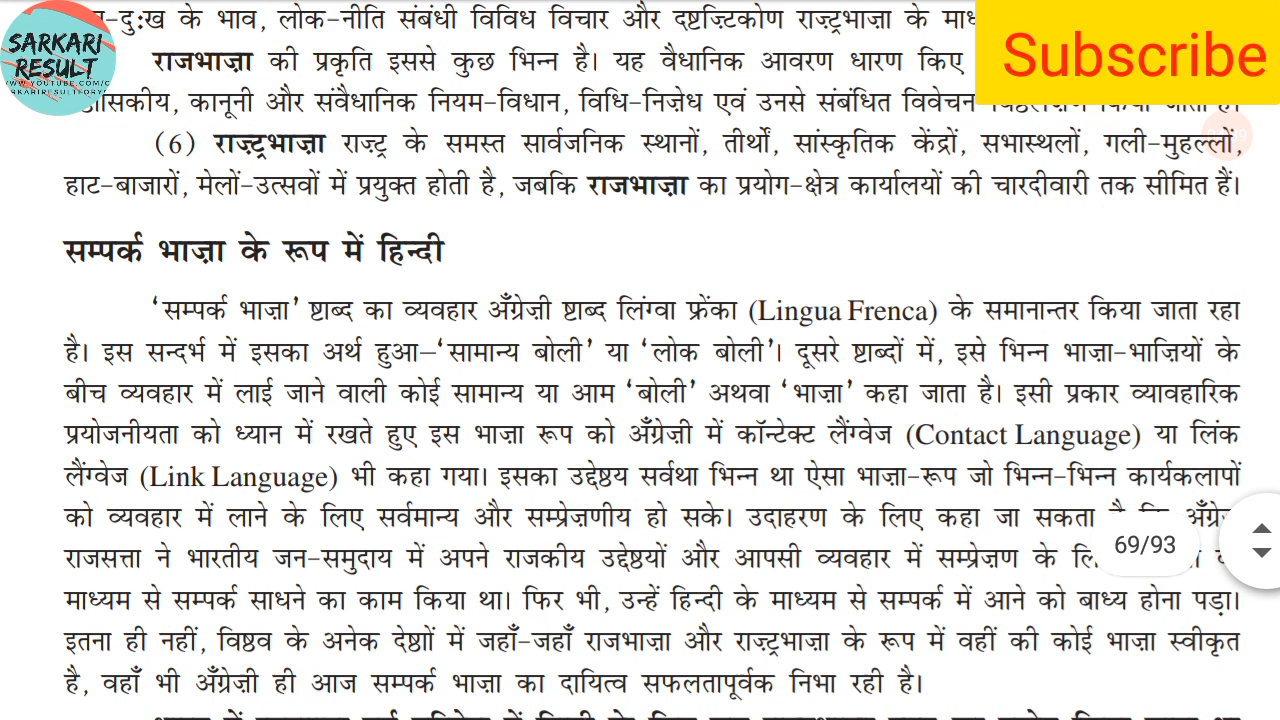 SARKARI
RESULT
Subscribe
-दुःख के भाव, लोक-नीति संबंधी विविध विचार और दष्टज्टिकोण राज़्ट्रभाज़ा के
राजभाज़ा की प्रकृति इससे कुछ भिन्न है। यह वैधानिक आवरण धारण किए
कानूनी और संवैधानिक नियम-विधान, विधि-निज़ेध एवं उनसे संबंधित विवेचन
(6) राज़्ट्रभाज़ा राज़्ट्र के समस्त सार्वजनिक स्थानों, तीर्थों, सांस्कृतिक केंद्रों, सभास्थलों, गली-मुहल्लों,
हाट-बाजारों, मेलों-उत्सवों में प्रयुक्त होती है, जबकि राजभाज़ा का प्रयोग-क्षेत्र कार्यालयों की चारदीवारी तक सीमित हैं।
सम्पर्क भाज़ा के रूप में हिन्दी
‘सम्पर्क भाज़ा’ ष्टाब्द का व्यवहार अँग्रेज़ी ष्टाब्द लिंग्वा फ्रेंका (Lingua Frenca) के समानान्तर किया जाता रहा
है। इस सन्दर्भ में इसका अर्थ हुआ–‘सामान्य बोली’ या ‘लोक बोली’। दूसरे ष्टाब्दों में, इसे भिन्न भाज़ा-भाज़ियों के
बीच व्यवहार में लाई जाने वाली कोई सामान्य या आम ‘बोली’ अथवा ‘भाज़ा’ कहा जाता है। इसी प्रकार व्यावहारिक
प्रयोजनीयता को ध्यान में रखते हुए इस भाज़ा रूप को अँग्रेज़ी में कॉन्टेक्ट लैंग्वेज (Contact Language) या लिंक
लैंग्वेज (Link Language) भी कहा गया। इसका उद्देष्ठय सर्वथा भिन्न था ऐसा भाज़ा-रूप जो भिन्न-भिन्न कार्यकलापों
को व्यवहार में लाने के लिए सर्वमान्य और सम्प्रेज़णीय हो सके। उदाहरण के लिए कहा जा सकता
69/93
राजसत्ता ने भारतीय जन-समुदाय में अपने राजकीय उद्देष्ठयों और आपसी व्यवहार में सम्प्रेज़ण के
माध्यम से सम्पर्क साधने का काम किया था। फिर भी, उन्हें हिन्दी के माध्यम से सम्पर्क में आने को बाध्य होना पड़ा।
इतना ही नहीं, विष्ठव के अनेक देष्ठाों में जहाँ-जहाँ राजभाज़ा और राज़्ट्रभाज़ा के रूप में वहीं की कोई भाज़ा स्वीकृत
है, वहाँ भी अँग्रेज़ी ही आज सम्पर्क भाज़ा का दायित्व सफलतापूर्वक निभा रही है।